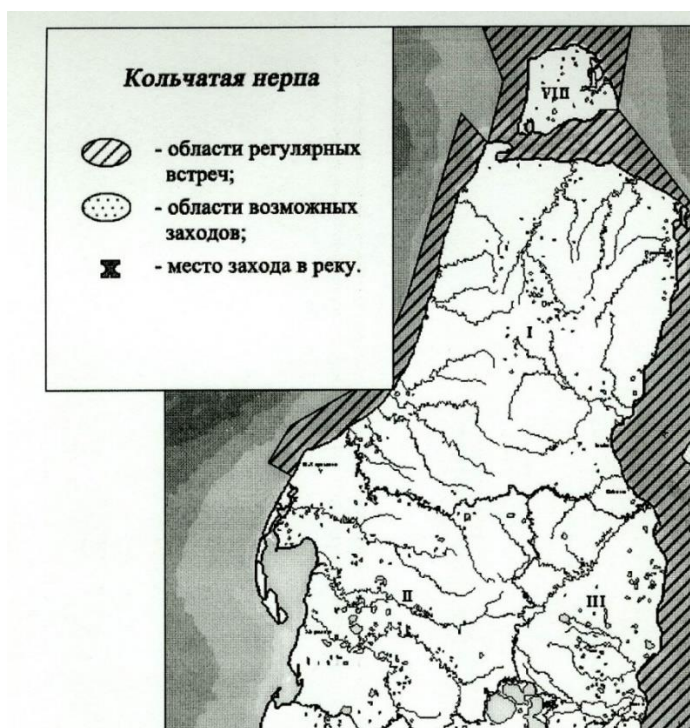 Кольчатая нерпа
- области регулярных
встреч;
- области возможных
заходов;
- место захода в реку.
VIII
I
II
III